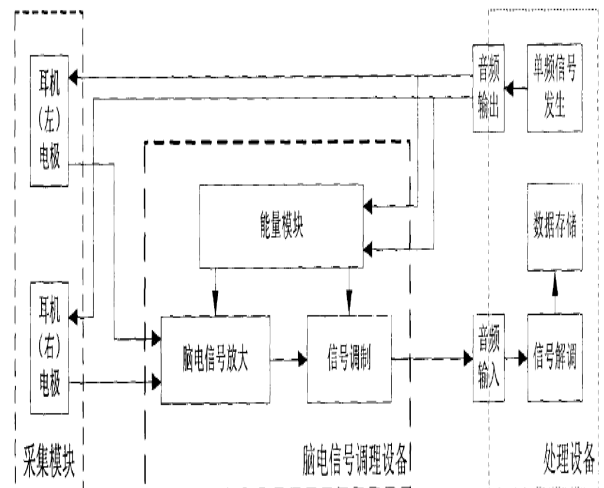 耳机
(左)
电极
音频
输出
单频信号
发生
能量模块
数据存储
耳机
(右)
电极
脑电信号放大
信号调制
音频
输入
信号解调
采集模块
脑电信号调理设备
处理设备